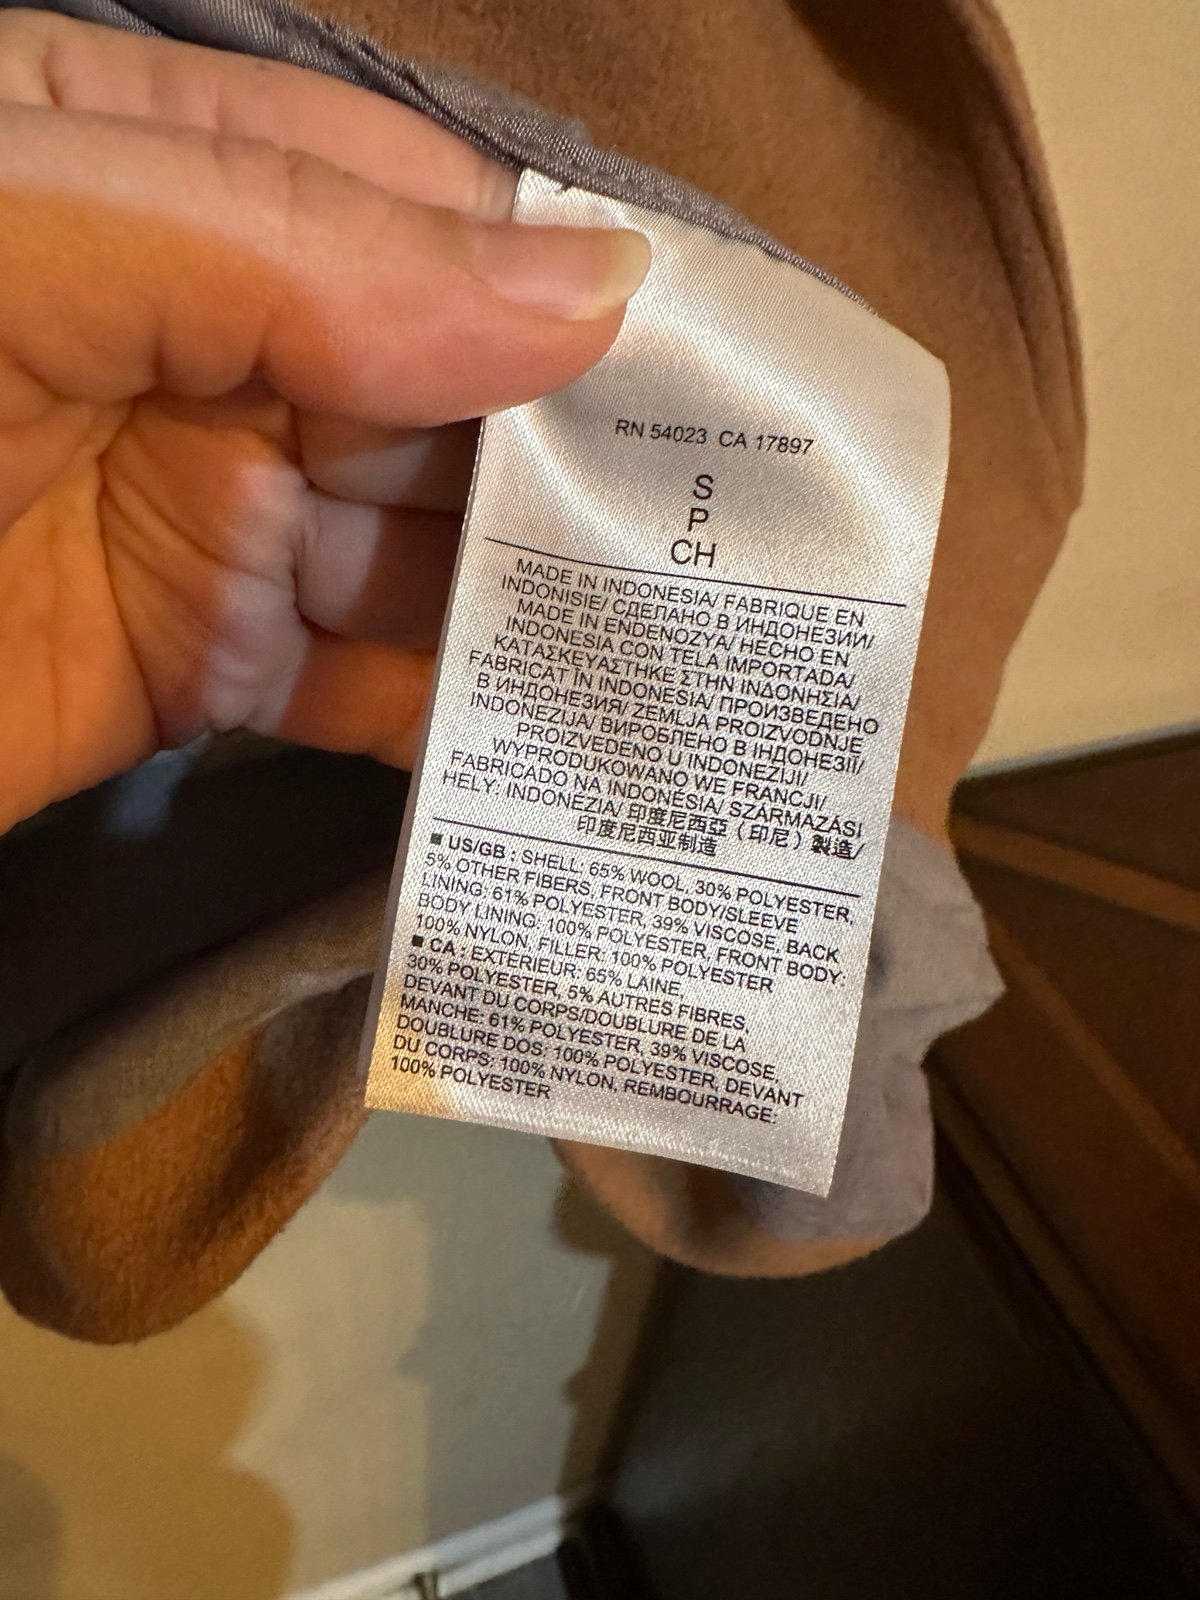 RN 54023 CA 17897
S
P
CH
MADE IN INDONESIA/ FABRIQUE EN
INDONISIE/ СДЕЛАНО В ИНДОНЕЗИИ/
MADE IN ENDENOZYA/ HECHO EN
INDONESIA CON TELA IMPORTADA/
ΚΑΤΑΣΚΕΥΑΣΤΗΚΕ ΣΤΗΝ ΙΝΔΟΝΗΣΙΑ/
FABRICAT ÎN INDONESIA/ ПРОИЗВЕДЕНО
В ИНДОНЕЗИЯ/ ZEMLJA PROIZVODNJE
INDONEZIJA/ ВИРОБЛЕНО В ІНДОНЕЗІЇ/
PROIZVEDENO U INDONEZIJI/
WYPRODUKOWANO WE FRANCJI/
FABRICADO NA INDONÉSIA/ SZÁRMAZÁSI
HELY: INDONÉZIA/ 印度尼西亞（印尼）製造/
印度尼西亚制造
■ US/GB : SHELL: 65% WOOL, 30% POLYESTER,
5% OTHER FIBERS, FRONT BODY/SLEEVE
LINING: 61% POLYESTER, 39% VISCOSE, BACK
BODY LINING: 100% POLYESTER, FRONT BODY:
100% NYLON, FILLER: 100% POLYESTER
■ CA : EXTERIEUR: 65% LAINE,
30% POLYESTER, 5% AUTRES FIBRES,
DEVANT DU CORPS/DOUBLURE DE LA
MANCHE: 61% POLYESTER, 39% VISCOSE,
DOUBLURE DOS: 100% POLYESTER, DEVANT
DU CORPS: 100% NYLON, REMBOURRAGE:
100% POLYESTER